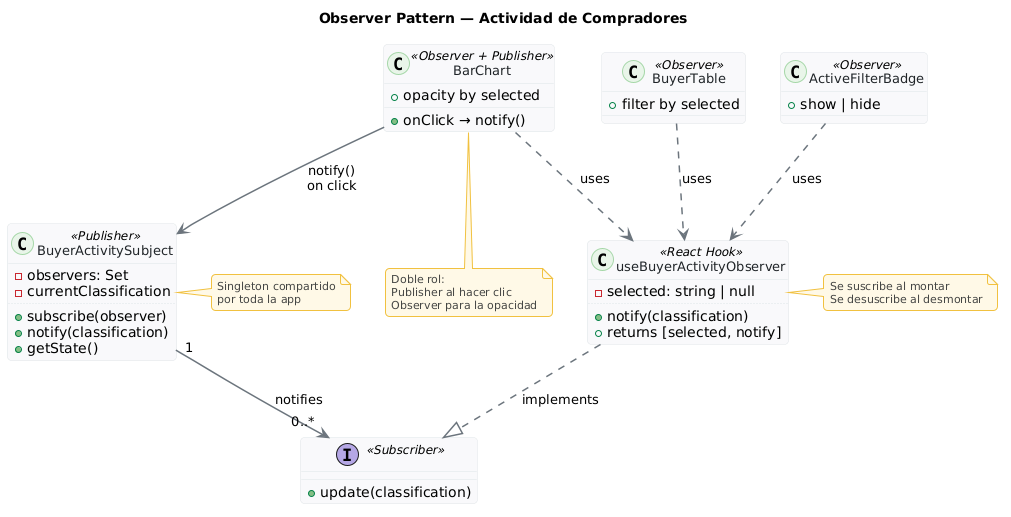 Observer Pattern — Actividad de Compradores
C
«Observer + Publisher»
BarChart
opacity by selected
onClick → notify()
C
«Observer»
BuyerTable
filter by selected
C
«Observer»
ActiveFilterBadge
show | hide
notify()
on click
uses
uses
uses
C
«Publisher»
BuyerActivitySubject
observers: Set
currentClassification
subscribe(observer)
notify(classification)
getState()
Singleton compartido
por toda la app
Doble rol:
Publisher al hacer clic
Observer para la opacidad
C
«React Hook»
useBuyerActivityObserver
selected: string | null
notify(classification)
returns [selected, notify]
Se suscribe al montar
Se desuscribe al desmontar
1
notifies
0..*
implements
I
«Subscriber»
update(classification)